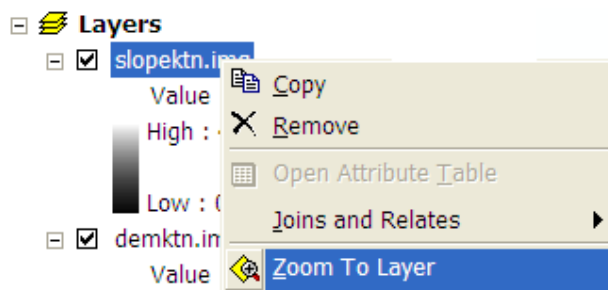 Layers
slopektn.img
Copy
Value
Remove
High :
Open Attribute Table
Low :
Joins and Relates
demktn.im
Zoom To Layer
Value